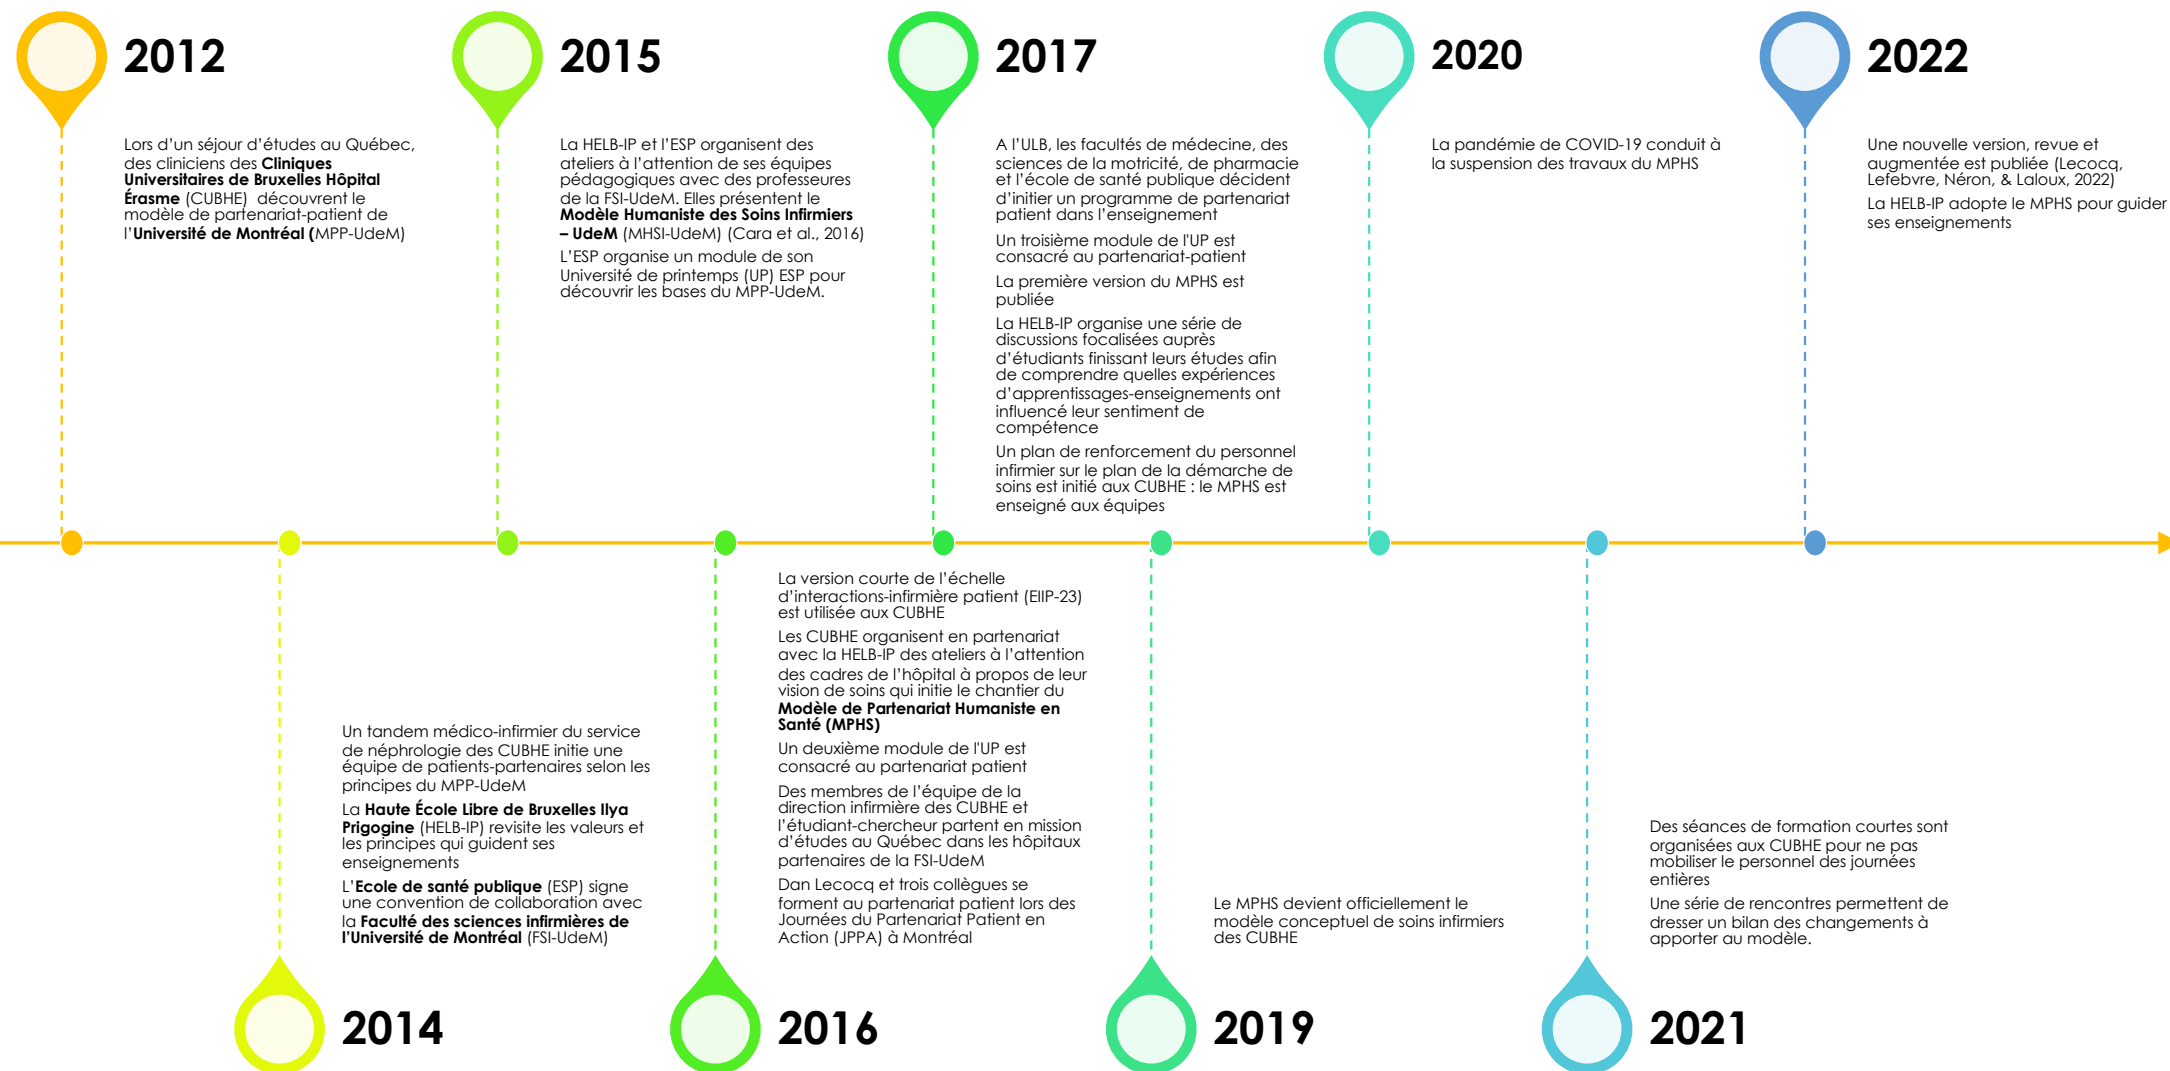 2012
Lors d'un séjour d'études au Québec,
des cliniciens des Cliniques
Universitaires de Bruxelles Hôpital
Érasme (CUBHE) découvrent le
modèle de partenariat-patient de
l'Université de Montréal (MPP-UdeM)
2015
La HELB-IP et l'ESP organisent des
ateliers à l'attention de ses équipes
pédagogiques avec des professeures
de la FSI-UdeM. Elles présentent le
Modèle Humaniste des Soins Infirmiers
– UdeM (MHSI-UdeM) (Cara et al., 2016)
L'ESP organise un module de son
Université de printemps (UP) ESP pour
découvrir les bases du MPP-UdeM.
2017
A l'ULB, les facultés de médecine, des
sciences de la motricité, de pharmacie
et l'école de santé publique décident
d'initier un programme de partenariat
patient dans l'enseignement
Un troisième module de l'UP est
consacré au partenariat-patient
La première version du MPHS est
publiée
La HELB-IP organise une série de
discussions focalisées auprès
d'étudiants finissant leurs études afin
de comprendre quelles expériences
d'apprentissages-enseignements ont
influencé leur sentiment de
compétence
Un plan de renforcement du personnel
infirmier sur le plan de la démarche de
soins est initié aux CUBHE : le MPHS est
enseigné aux équipes
2020
La pandémie de COVID-19 conduit à
la suspension des travaux du MPHS
2022
Une nouvelle version, revue et
augmentée est publiée (Lecocq,
Lefebvre, Néron, & Laloux, 2022)
La HELB-IP adopte le MPHS pour guider
ses enseignements
Un tandem médico-infirmier du service
de néphrologie des CUBHE initie une
équipe de patients-partenaires selon les
principes du MPP-UdeM
La Haute École Libre de Bruxelles Ilya
Prigogine (HELB-IP) revisite les valeurs et
les principes qui guident ses
enseignements
L'Ecole de santé publique (ESP) signe
une convention de collaboration avec
la Faculté des sciences infirmières de
l'Université de Montréal (FSI-UdeM)
2014
La version courte de l'échelle
d'interactions-infirmière patient (EIIP-23)
est utilisée aux CUBHE
Les CUBHE organisent en partenariat
avec la HELB-IP des ateliers à l'attention
des cadres de l'hôpital à propos de leur
vision de soins qui initie le chantier du
Modèle de Partenariat Humaniste en
Santé (MPHS)
Un deuxième module de l'UP est
consacré au partenariat patient
Des membres de l'équipe de la
direction infirmière des CUBHE et
l'étudiant-chercheur partent en mission
d'études au Québec dans les hôpitaux
partenaires de la FSI-UdeM
Dan Lecocq et trois collègues se
forment au partenariat patient lors des
Journées du Partenariat Patient en
Action (JPPA) à Montréal
2016
Le MPHS devient officiellement le
modèle conceptuel de soins infirmiers
des CUBHE
2019
Des séances de formation courtes sont
organisées aux CUBHE pour ne pas
mobiliser le personnel des journées
entières
Une série de rencontres permettent de
dresser un bilan des changements à
apporter au modèle.
2021